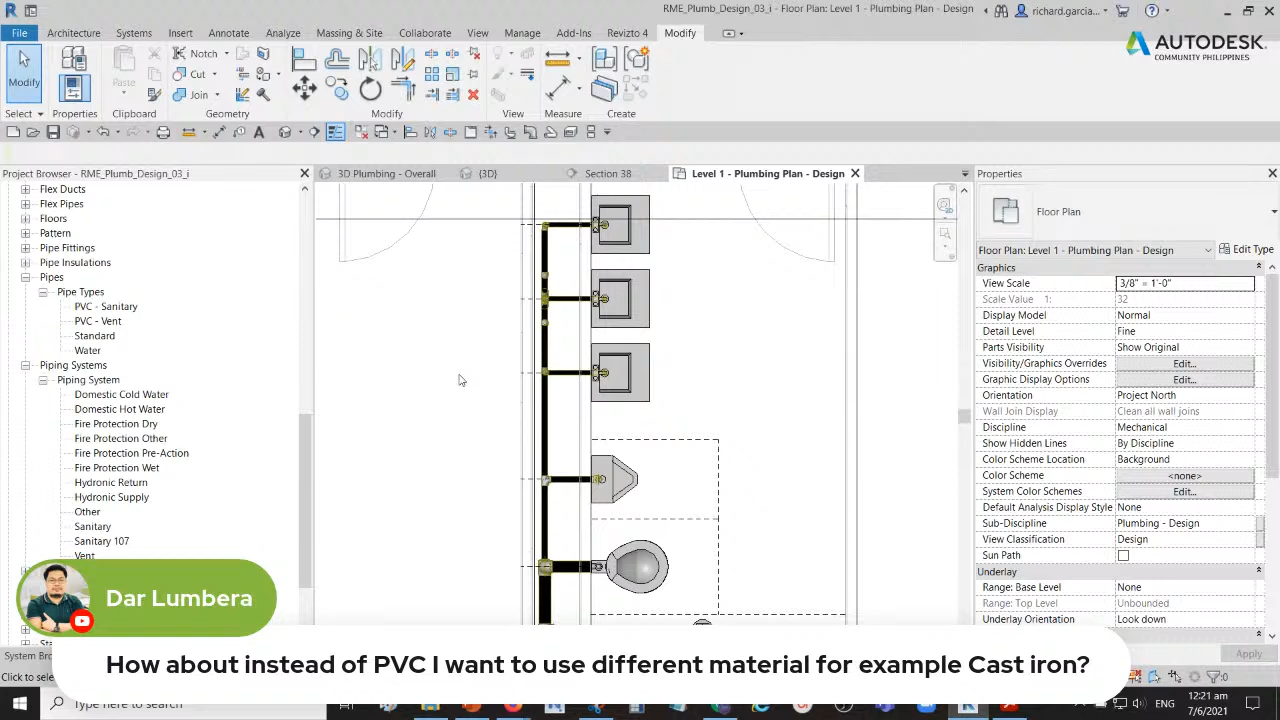 RME_Plumb_Design_03_i - Floor Plan: Level 1 - Plumbing Plan - Design
richard.garcia...
File Architecture Systems Insert Annotate Analyze Massing & Site Collaborate View Manage Add-Ins Revizto 4 Modify
AUTODESK
COMMUNITY PHILIPPINES
Modify
Paste
Notch
Cut
Join
Select Properties Clipboard Geometry Modify View Measure Create
Project Browser - RME_Plumb_Design_03_i
3D Plumbing - Overall
{3D}
Section 38
Level 1 - Plumbing Plan - Design
Properties
Flex Ducts
Flex Pipes
Floors
Pattern
Pipe Fittings
Pipe Insulations
Pipes
Pipe Types
PVC - Sanitary
PVC - Vent
Standard
Water
Piping Systems
Piping System
Domestic Cold Water
Domestic Hot Water
Fire Protection Dry
Fire Protection Other
Fire Protection Pre-Action
Fire Protection Wet
Hydronic Return
Hydronic Supply
Other
Sanitary
Sanitary 107
Vent
Floor Plan
Floor Plan: Level 1 - Plumbing Plan - Design
Edit Type
Graphics
View Scale 3/8" = 1'-0"
Scale Value 1: 32
Display Model Normal
Detail Level Fine
Parts Visibility Show Original
Visibility/Graphics Overrides Edit...
Graphic Display Options Edit...
Orientation Project North
Wall Join Display Clean all wall joins
Discipline Mechanical
Show Hidden Lines By Discipline
Color Scheme Location Background
Color Scheme <none>
System Color Schemes Edit...
Default Analysis Display Style None
Sub-Discipline Plumbing - Design
View Classification Design
Sun Path
Underlay
Range: Base Level None
Range: Top Level Unbounded
Underlay Orientation Look down
Apply
Dar Lumbera
How about instead of PVC I want to use different material for example Cast iron?
:0
ENG
12:21 am
7/6/2021